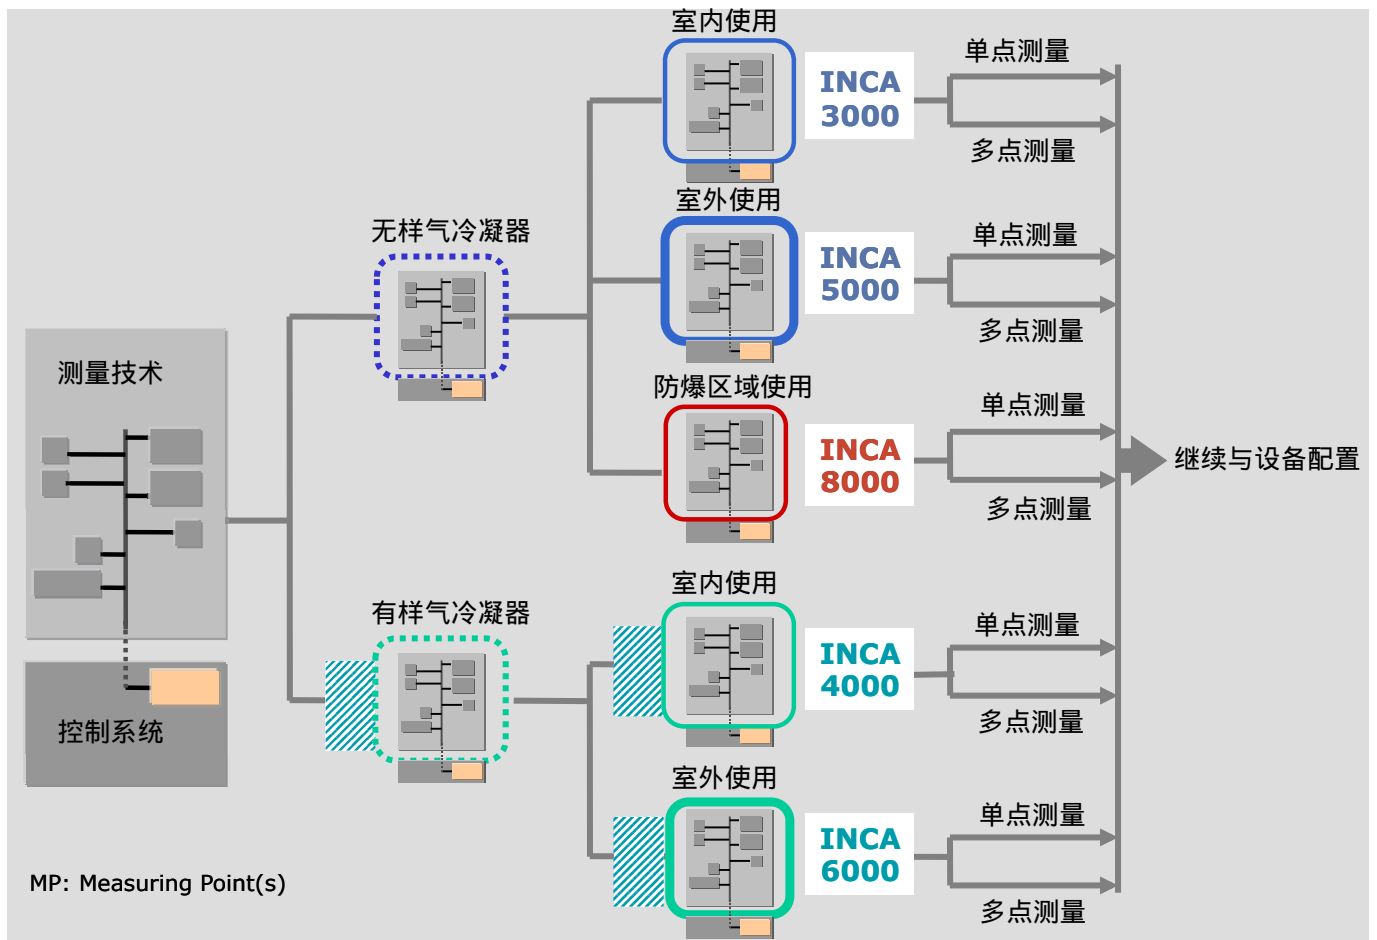 室内使用
INCA
3000
单点测量
多点测量
室外使用
无样气冷凝器
INCA
5000
单点测量
多点测量
测量技术
防爆区域使用
INCA
8000
单点测量
多点测量
继续与设备配置
室内使用
有样气冷凝器
INCA
4000
单点测量
多点测量
控制系统
室外使用
INCA
6000
单点测量
多点测量
MP: Measuring Point(s)